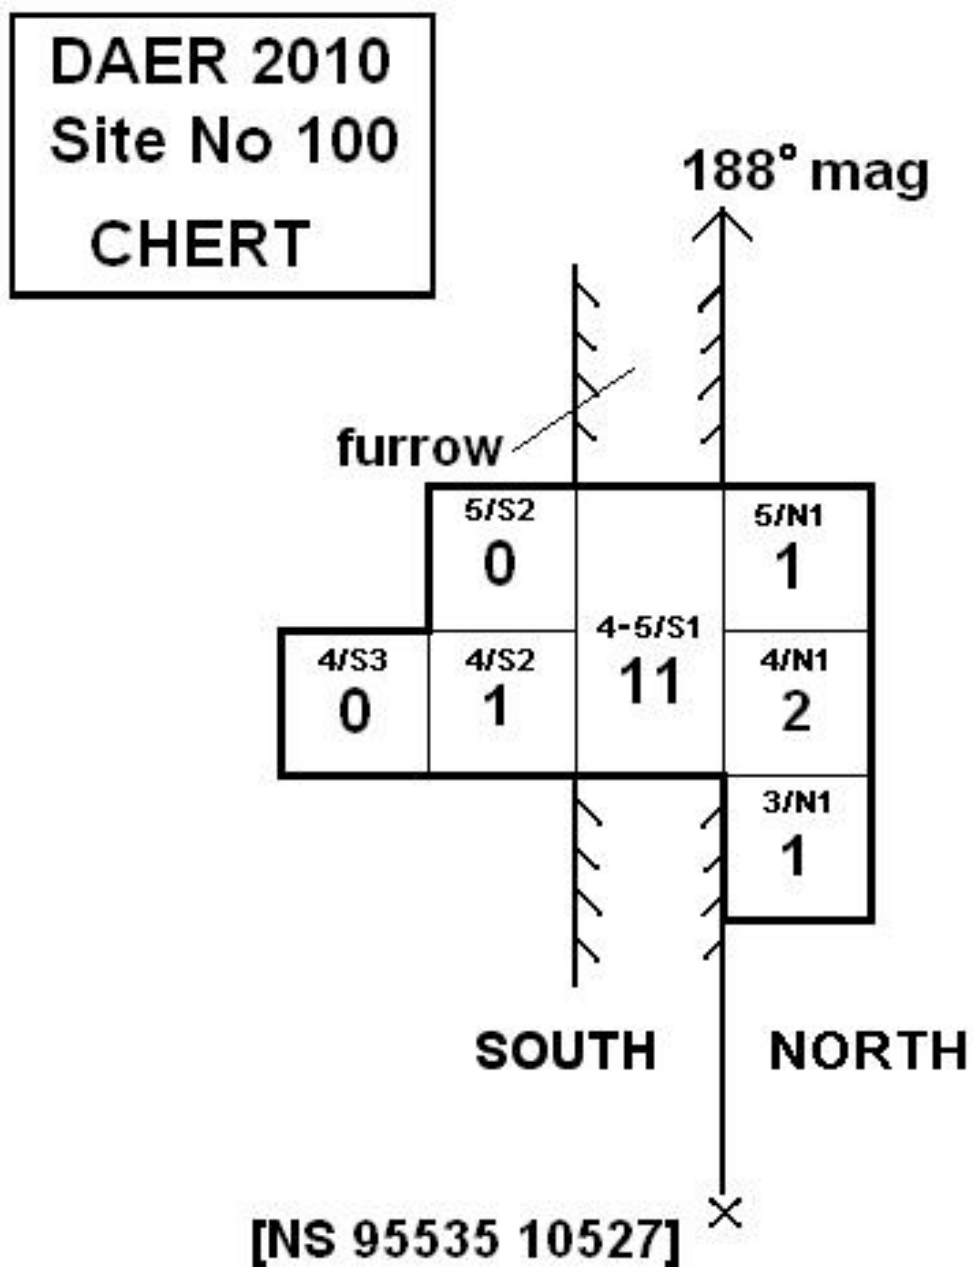 DAER 2010
Site No 100
CHERT
188° mag
furrow
5/S2
0
5/N1
1
4-5/S1
11
4/S3
0
4/S2
1
4/N1
2
3/N1
1
SOUTH
NORTH
[NS 95535 10527]